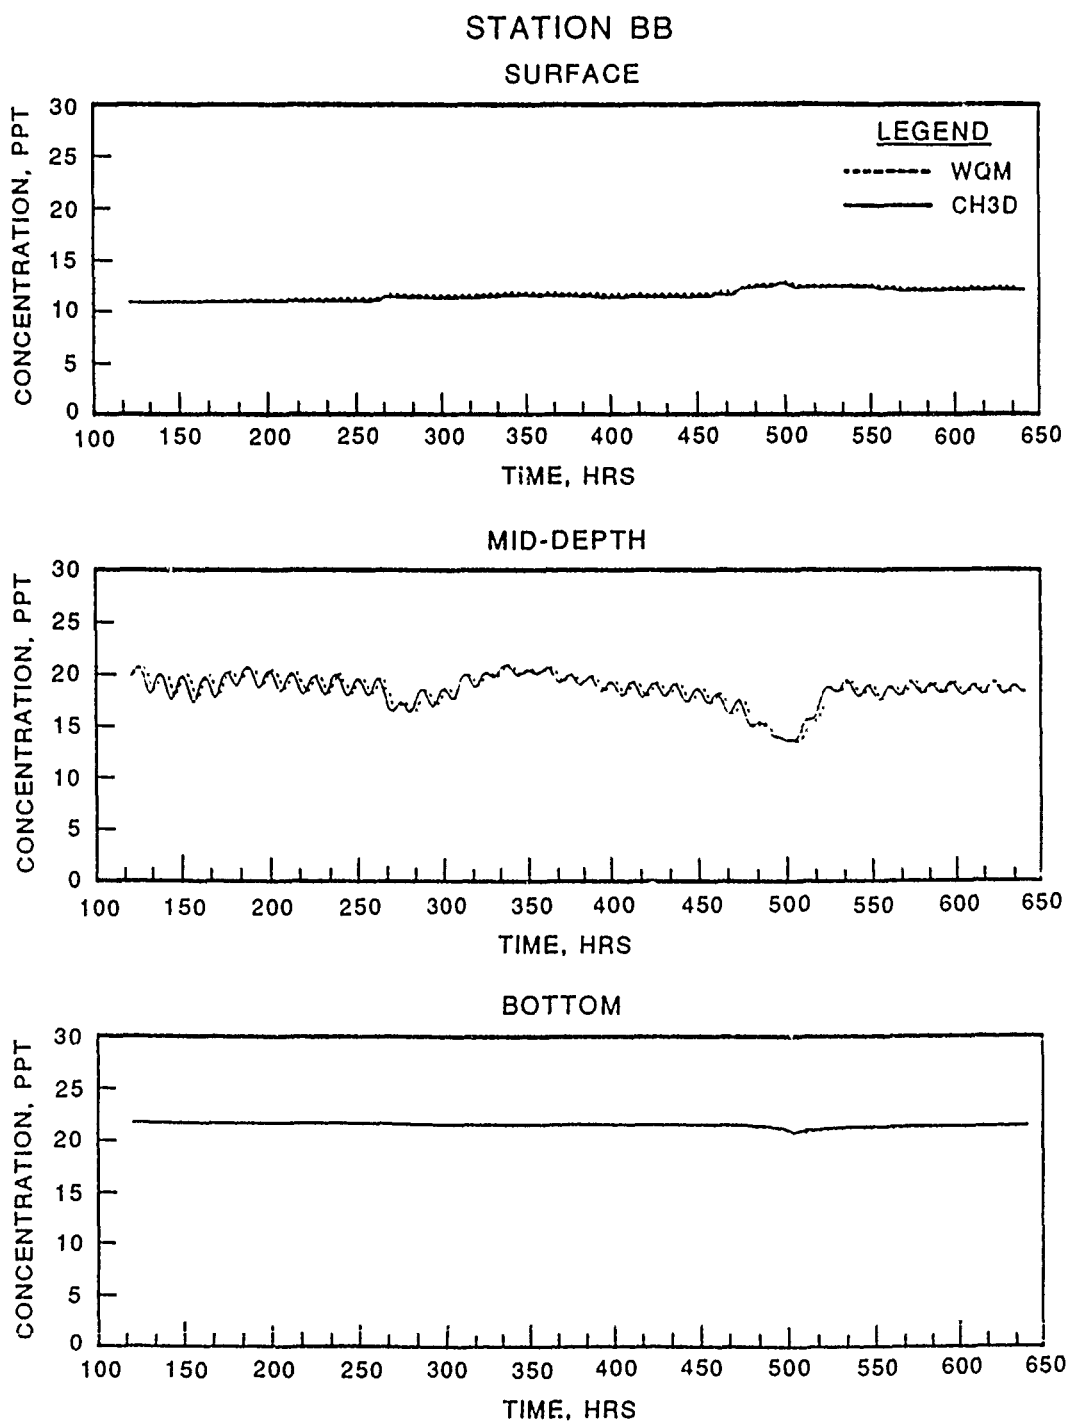 STATION BB
SURFACE
CONCENTRATION, PPT
30
25
20
15
10
5
0
LEGEND
WQM
CH3D
100 150 200 250 300 350 400 450 500 550 600 650
TiME, HRS
MID-DEPTH
CONCENTRATION, PPT
30
25
20
15
10
5
0
100 150 200 250 300 350 400 450 500 550 600 650
TIME, HRS
BOTTOM
CONCENTRATION, PPT
30
25
20
15
10
5
0
100 150 200 250 300 350 400 450 500 550 600 650
TIME, HRS